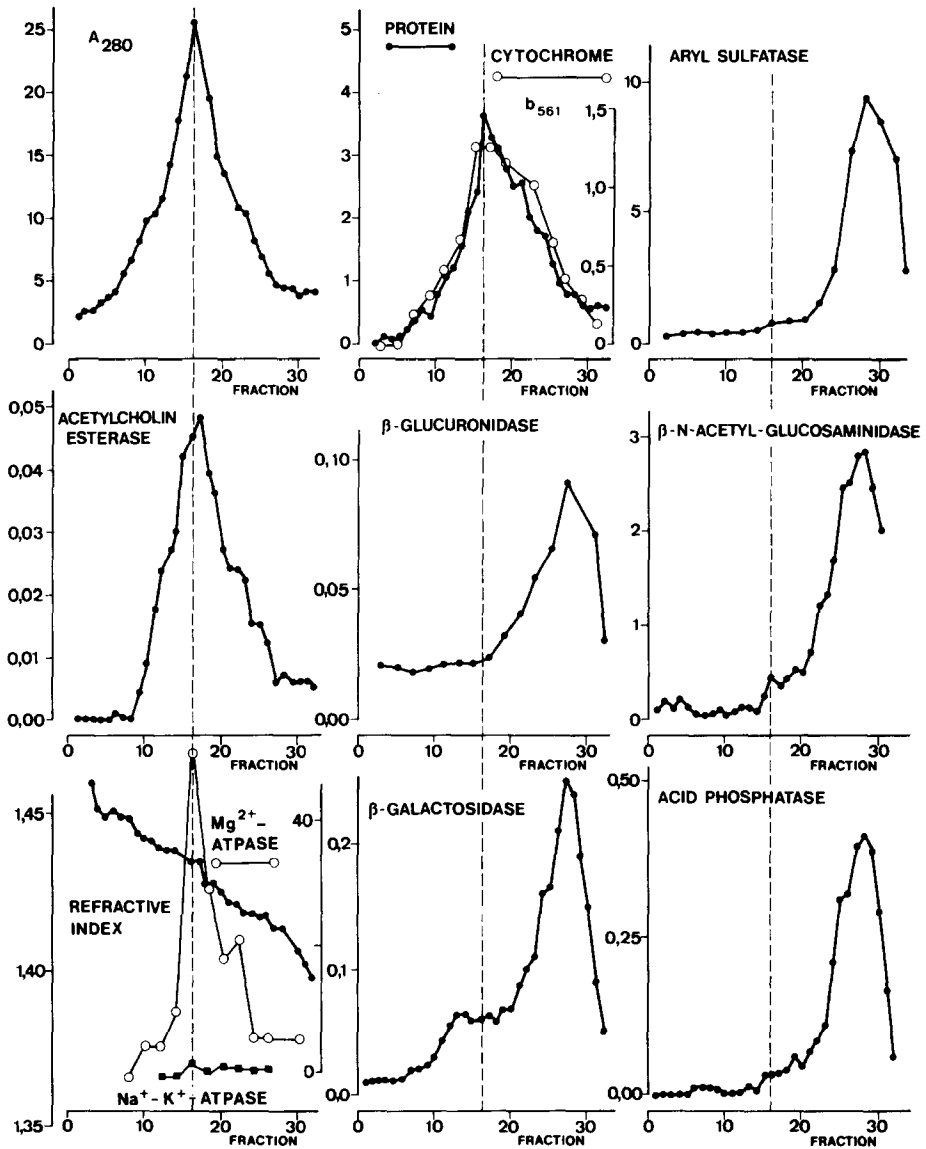 A280
25
20
15
10
5
0
0 10 20 30
FRACTION
PROTEIN
CYTOCHROME
b561
5
4
3
2
1
0
1,5
1,0
0,5
0
0 10 20 30
FRACTION
ARYL SULFATASE
10
5
0
0 10 20 30
FRACTION
ACETYLCHOLIN
ESTERASE
0,05
0,04
0,03
0,02
0,01
0,00
0 10 20 30
FRACTION
β-GLUCURONIDASE
0,10
0,05
0,00
0 10 20 30
FRACTION
β-N-ACETYL-GLUCOSAMINIDASE
3
2
1
0
0 10 20 30
FRACTION
1,45
1,40
1,35
Mg2+–
ATPASE
REFRACTIVE
INDEX
40
0
Na+–K+–ATPASE
0 10 20 30
FRACTION
β-GALACTOSIDASE
0,2
0,1
0,0
0 10 20 30
FRACTION
ACID PHOSPHATASE
0,50
0,25
0,00
0 10 20 30
FRACTION